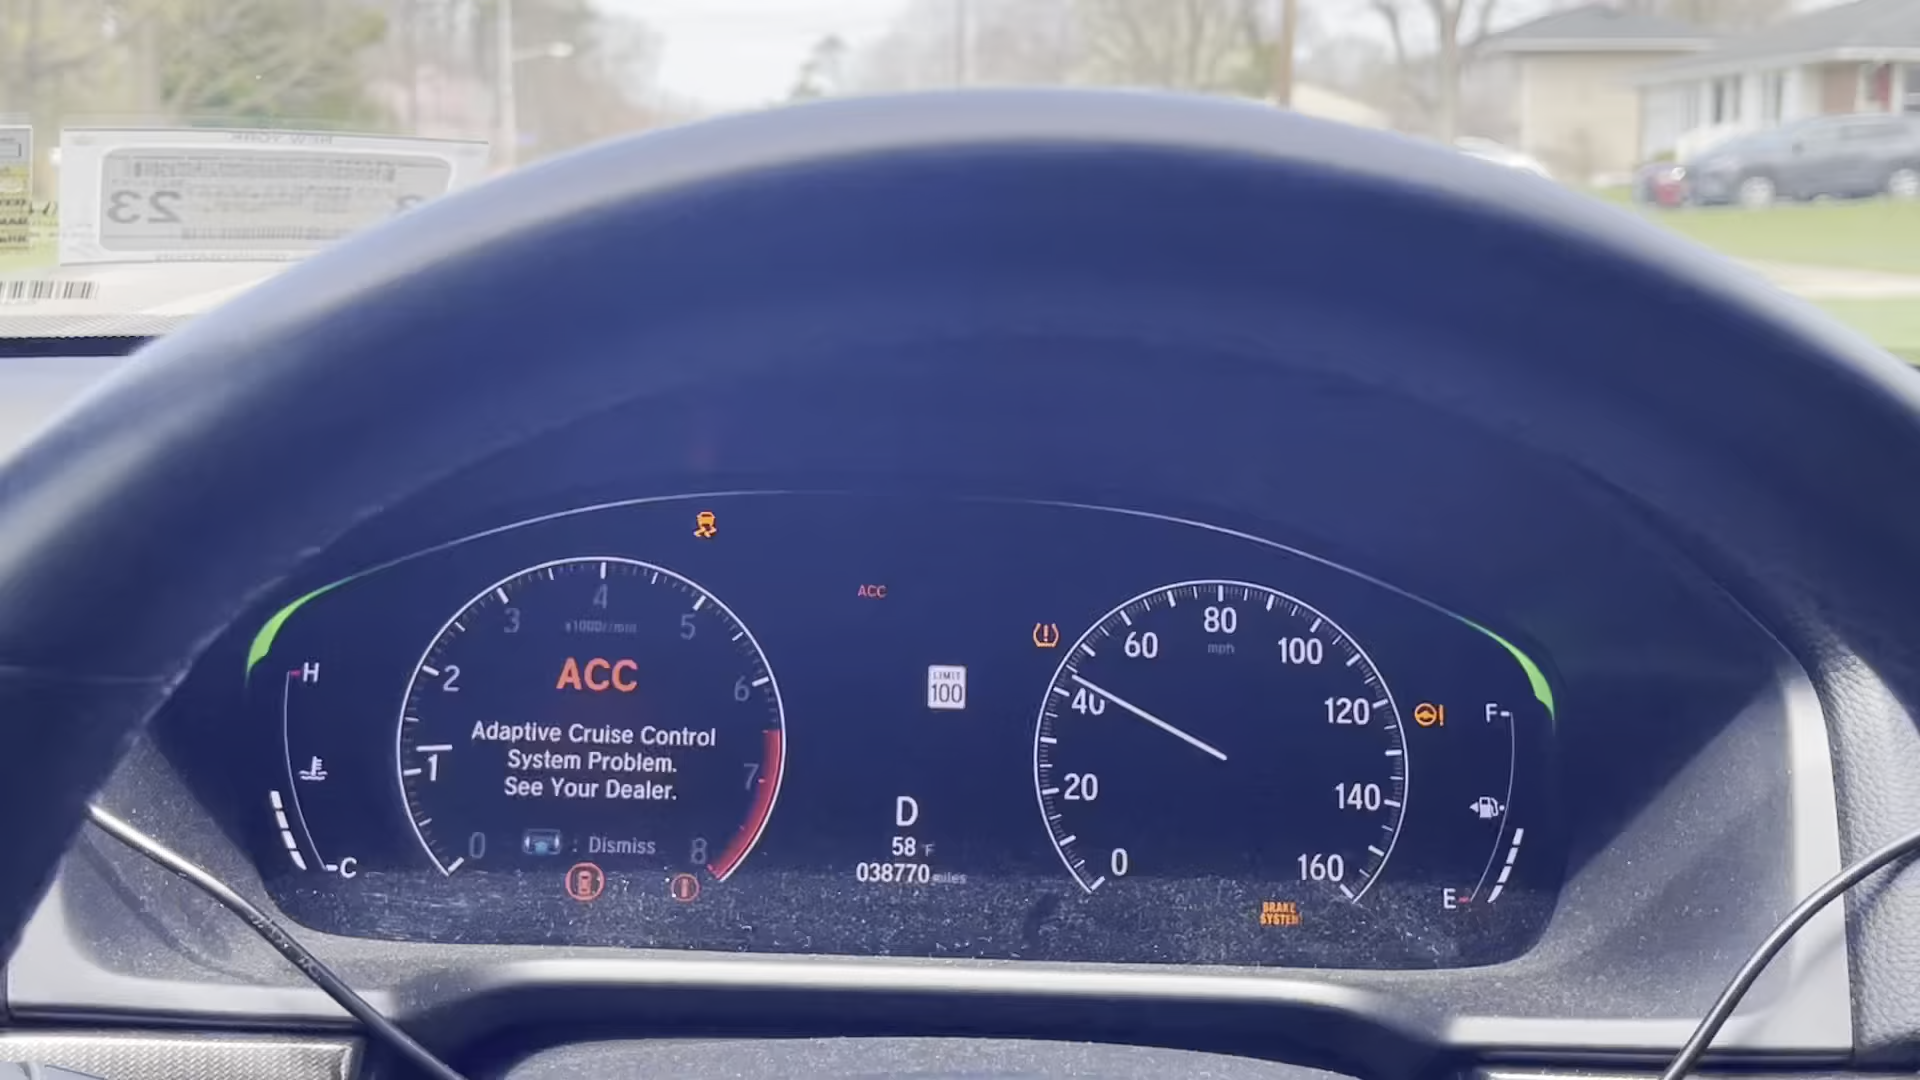 NEW YORK
23
4
3
5
x1000r/min
2
6
1
7
0
8
ACC
Adaptive Cruise Control
System Problem.
See Your Dealer.
: Dismiss
H
C
ACC
LIMIT
100
D
58 °F
038770 miles
80
60
100
mph
40
120
20
140
0
160
BRAKE
SYSTEM
F
E